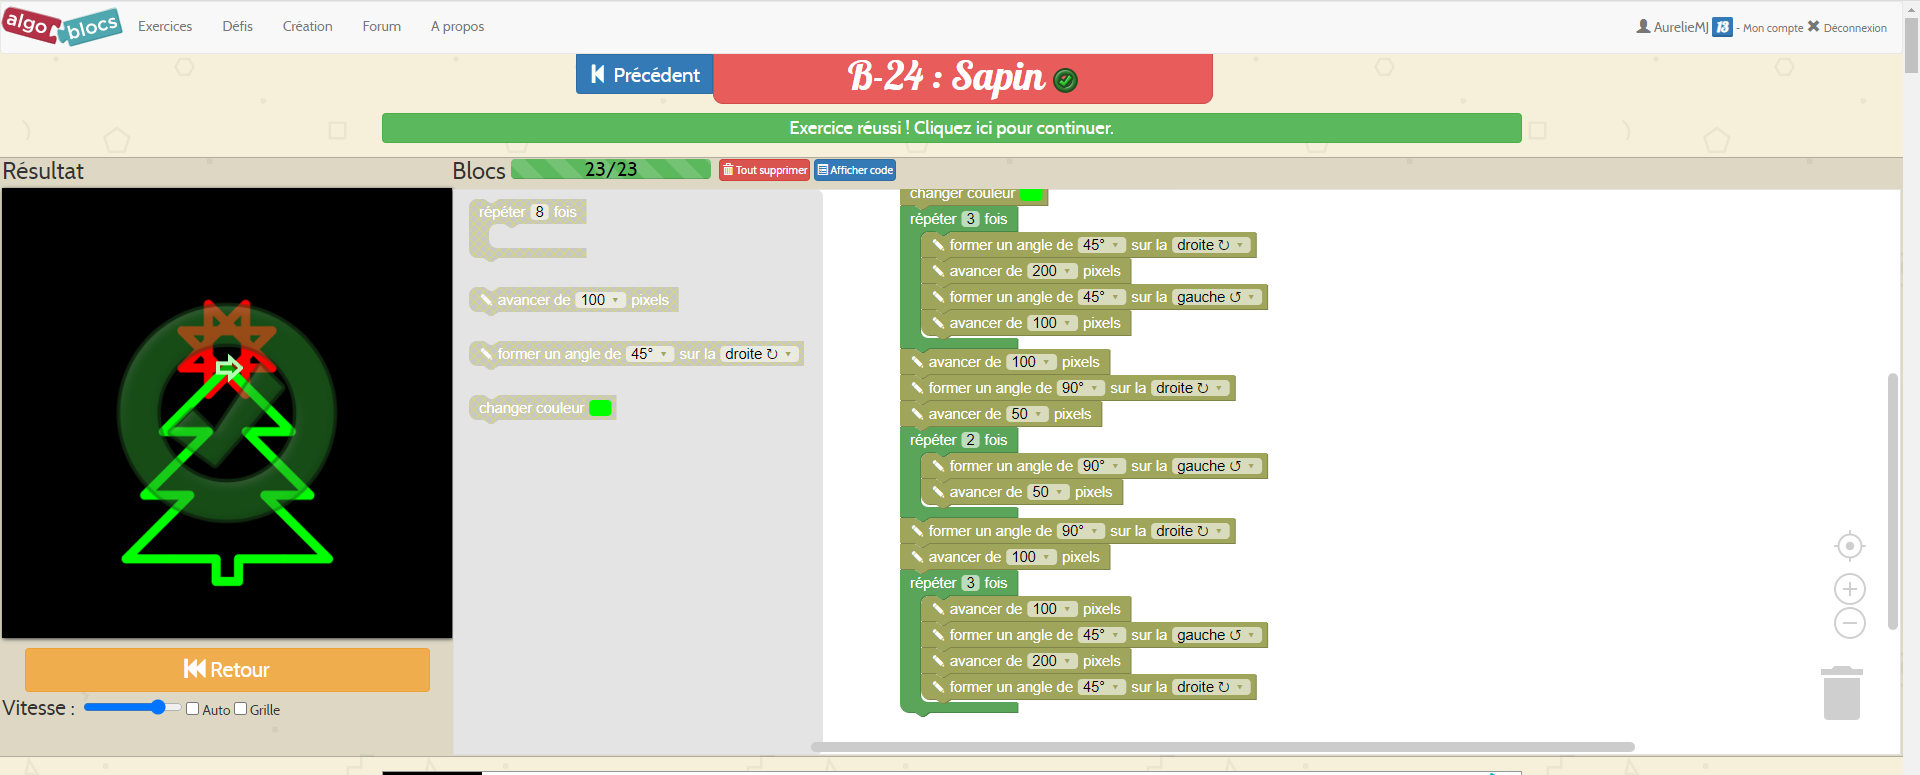 algo blocs Exercices Défis Création Forum A propos AurelieMJ 13 - Mon compte ✖ Déconnexion
Précédent B-24 : Sapin
Exercice réussi ! Cliquez ici pour continuer.
Résultat Blocs 23/23 Tout supprimer Afficher code
répéter 8 fois
avancer de 100 pixels
former un angle de 45° sur la droite ↻
changer couleur
changer couleur
répéter 3 fois
former un angle de 45° sur la droite ↻
avancer de 200 pixels
former un angle de 45° sur la gauche ↺
avancer de 100 pixels
avancer de 100 pixels
former un angle de 90° sur la droite ↻
avancer de 50 pixels
répéter 2 fois
former un angle de 90° sur la gauche ↺
avancer de 50 pixels
former un angle de 90° sur la droite ↻
avancer de 100 pixels
répéter 3 fois
avancer de 100 pixels
former un angle de 45° sur la gauche ↺
avancer de 200 pixels
former un angle de 45° sur la droite ↻
Retour
Vitesse : Auto Grille